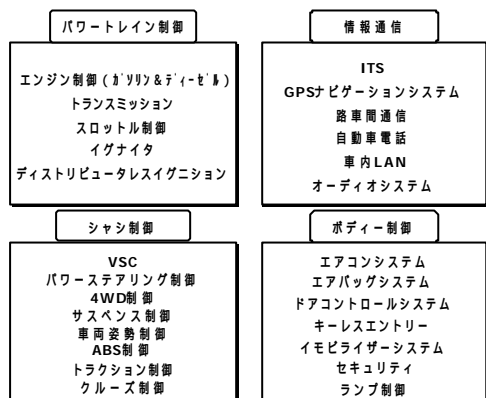 パワートレイン制御
エンジン制御(ガソリン&ディーゼル)
トランスミッション
スロットル制御
イグナイタ
ディストリビュータレスイグニション
情報通信
ITS
GPSナビゲーションシステム
路車間通信
自動車電話
車内LAN
オーディオシステム
シャシ制御
VSC
パワーステアリング制御
4WD制御
サスペンス制御
車両姿勢制御
ABS制御
トラクション制御
クルーズ制御
ボディー制御
エアコンシステム
エアバッグシステム
ドアコントロールシステム
キーレスエントリー
イモビライザーシステム
セキュリティ
ランプ制御